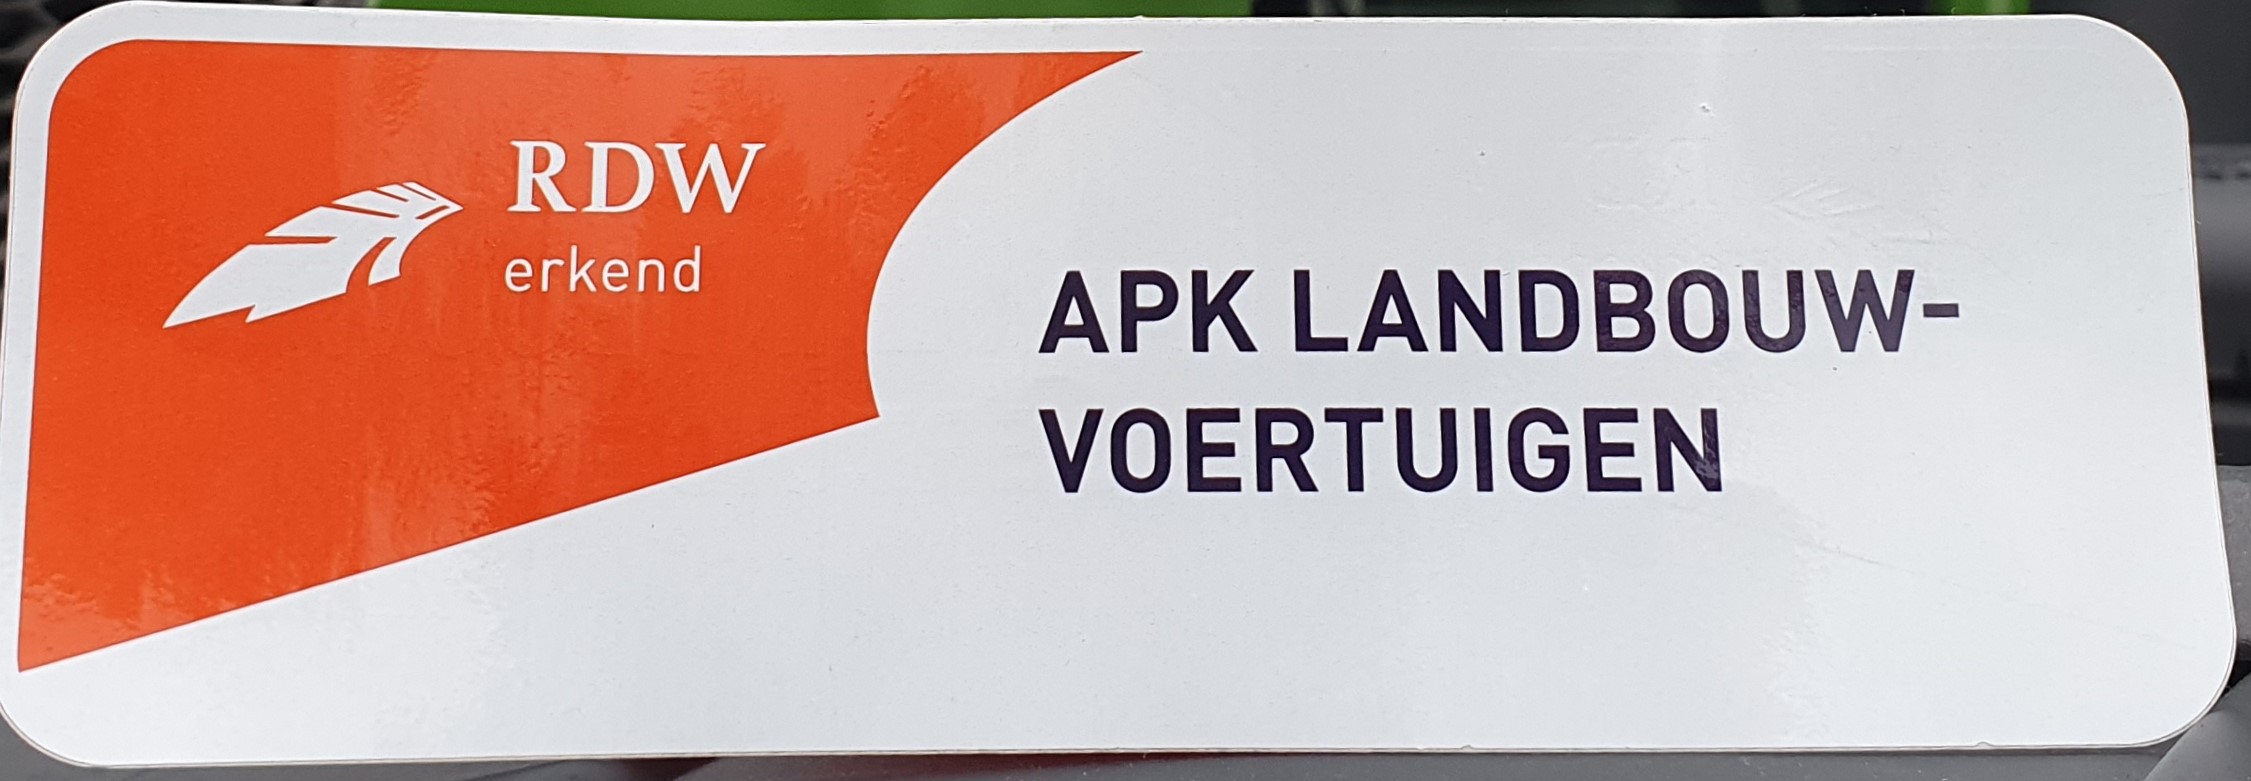 RDW
erkend
APK LANDBOUW-
VOERTUIGEN